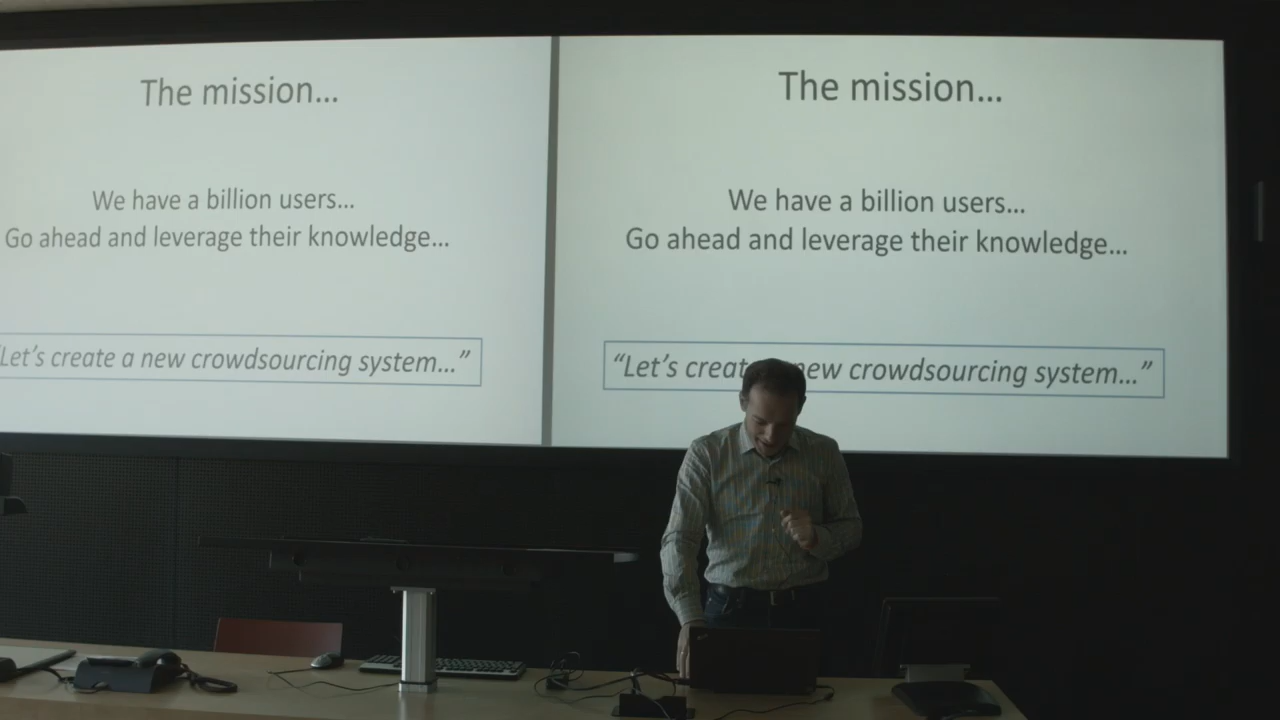 The mission...
We have a billion users...
Go ahead and leverage their knowledge...
Let's create a new crowdsourcing system..."
The mission...
We have a billion users...
Go ahead and leverage their knowledge...
"Let's create new crowdsourcing system..."